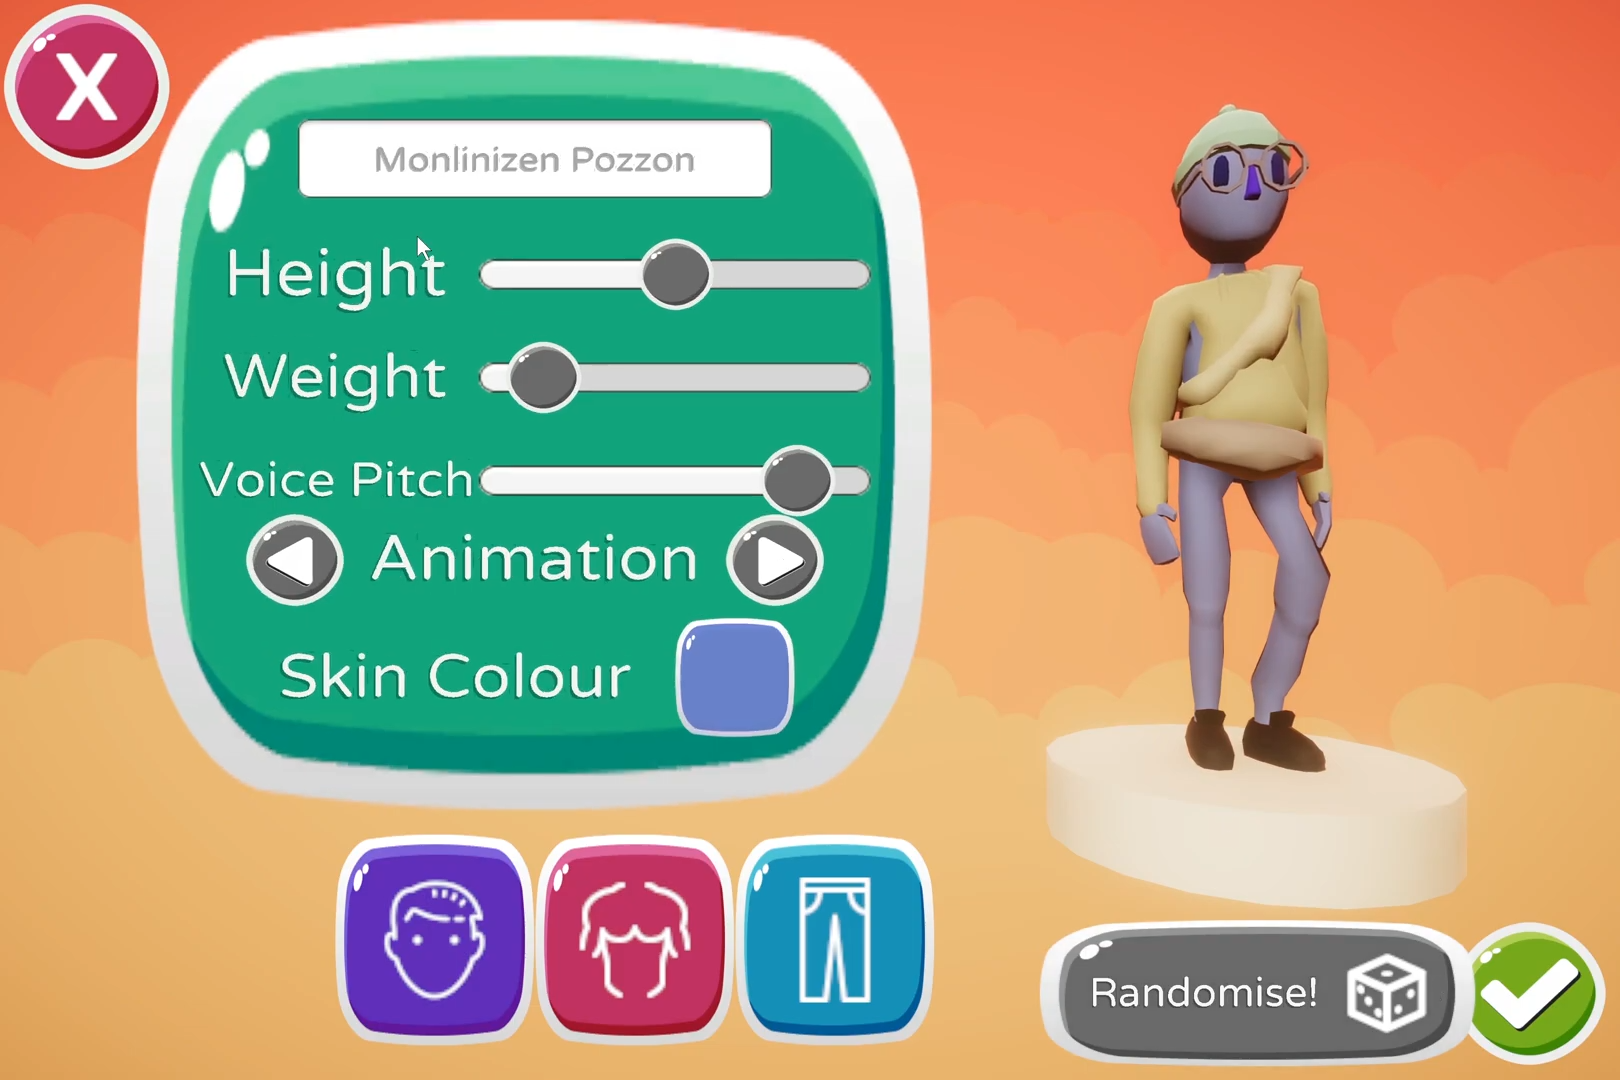 X
Monlinizen Pozzon
Height
Weight
Voice Pitch
Animation
Skin Colour
Randomise!